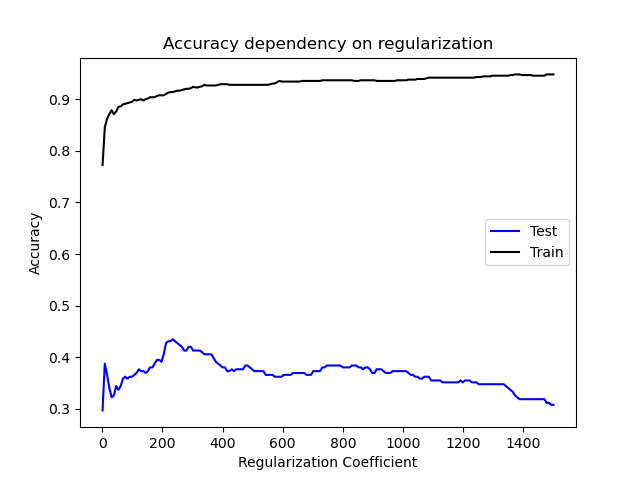 Accuracy dependency on regularization
0.9
0.8
0.7
0.6
0.5
0.4
0.3
Accuracy
Test
Train
0 200 400 600 800 1000 1200 1400
Regularization Coefficient